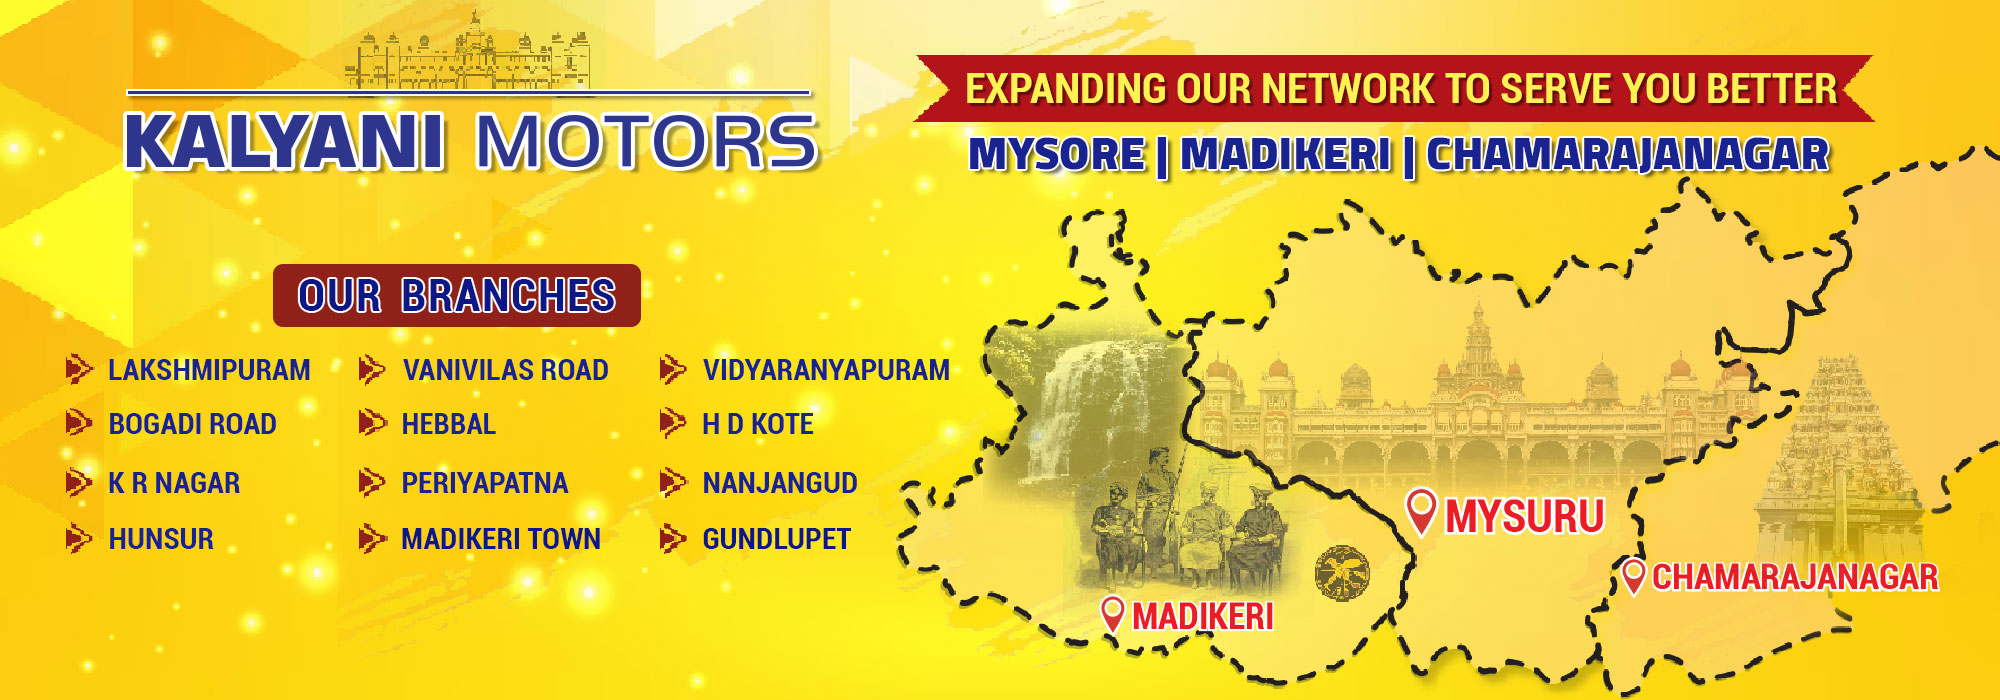 KALYANI MOTORS
EXPANDING OUR NETWORK TO SERVE YOU BETTER
MYSORE | MADIKERI | CHAMARAJANAGAR
OUR BRANCHES
LAKSHMIPURAM
VANIVILAS ROAD
VIDYARANYAPURAM
BOGADI ROAD
HEBBAL
H D KOTE
K R NAGAR
PERIYAPATNA
NANJANGUD
HUNSUR
MADIKERI TOWN
GUNDLUPET
MYSURU
CHAMARAJANAGAR
MADIKERI